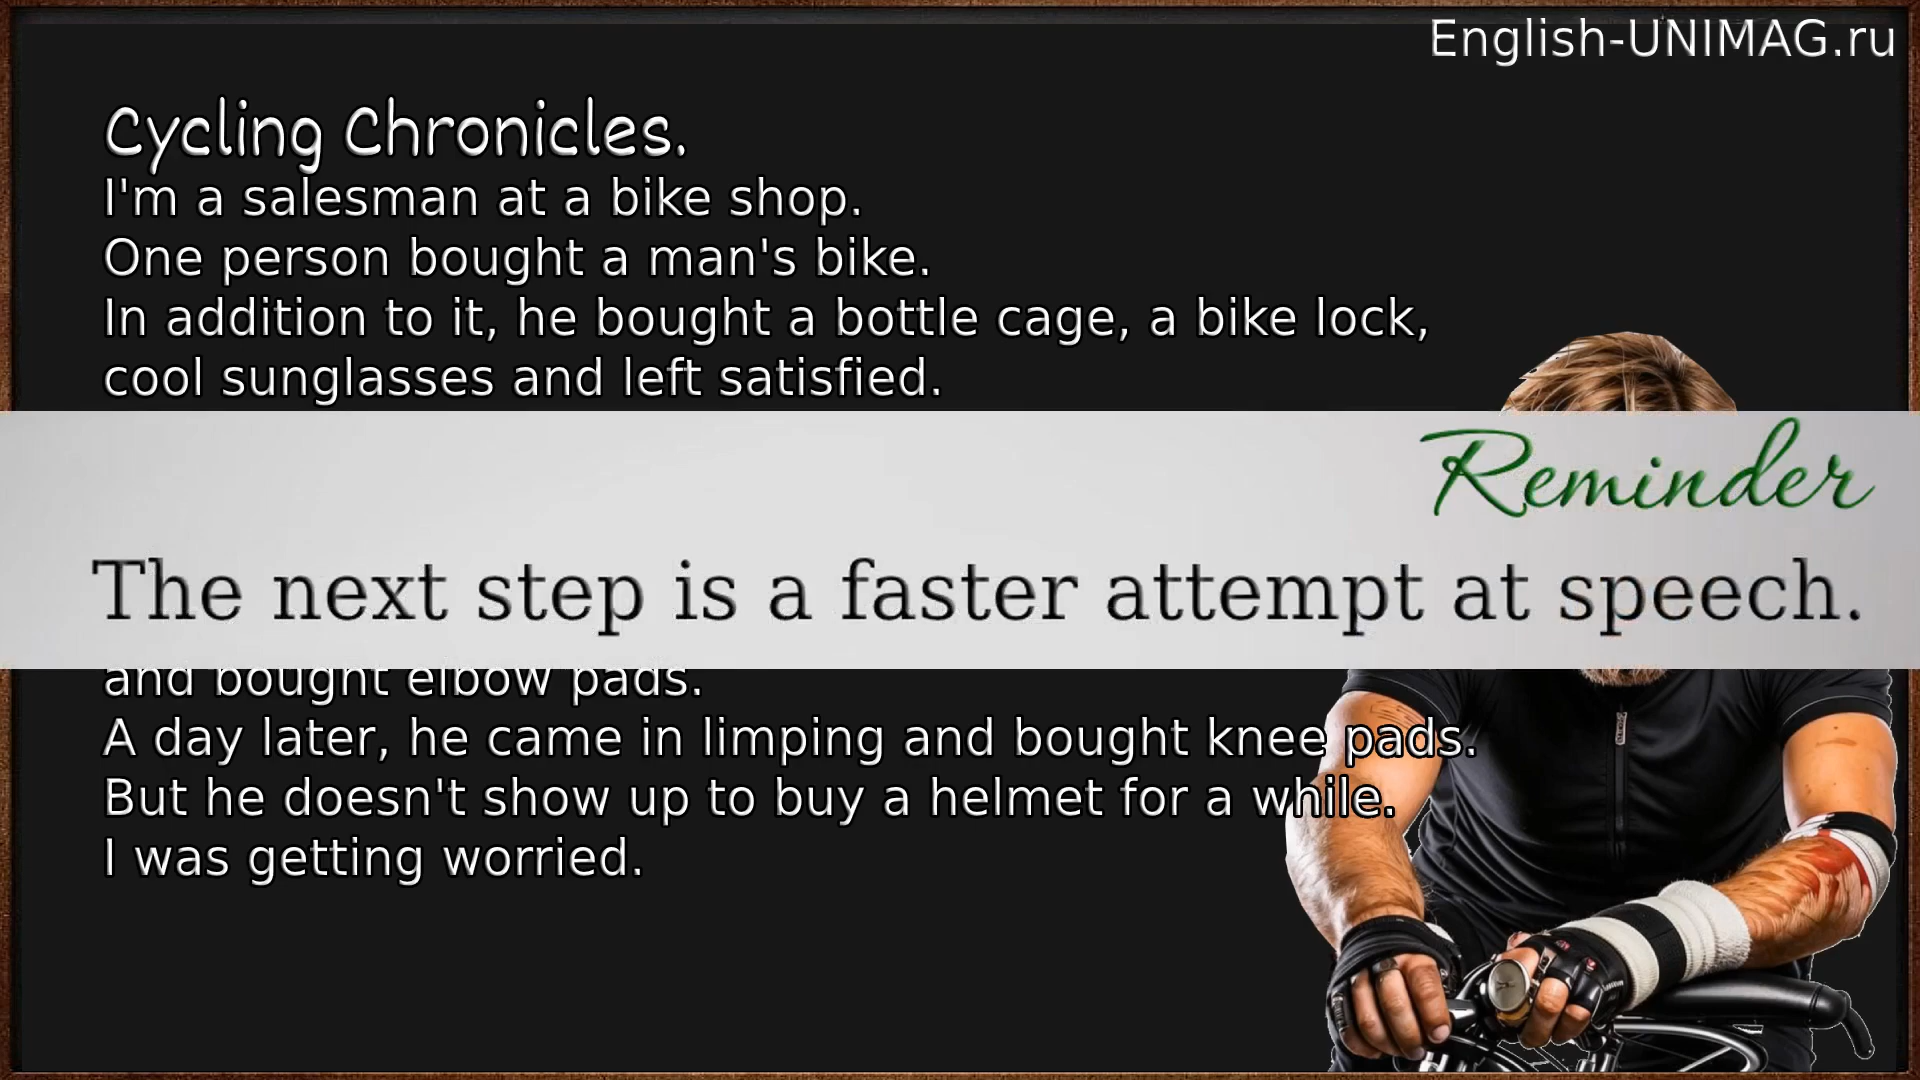 English-UNIMAG.ru
Cycling Chronicles.
I'm a salesman at a bike shop.
One person bought a man's bike.
In addition to it, he bought a bottle cage, a bike lock,
cool sunglasses and left satisfied.
Reminder
The next step is a faster attempt at speech.
and bought elbow pads.
A day later, he came in limping and bought knee pads.
But he doesn't show up to buy a helmet for a while.
I was getting worried.